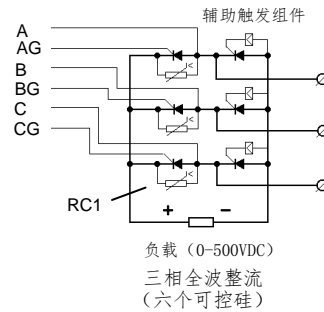 辅助触发组件
A
AG
B
BG
C
CG
RC1
+ −
负载（0-500VDC）
三相全波整流
（六个可控硅）